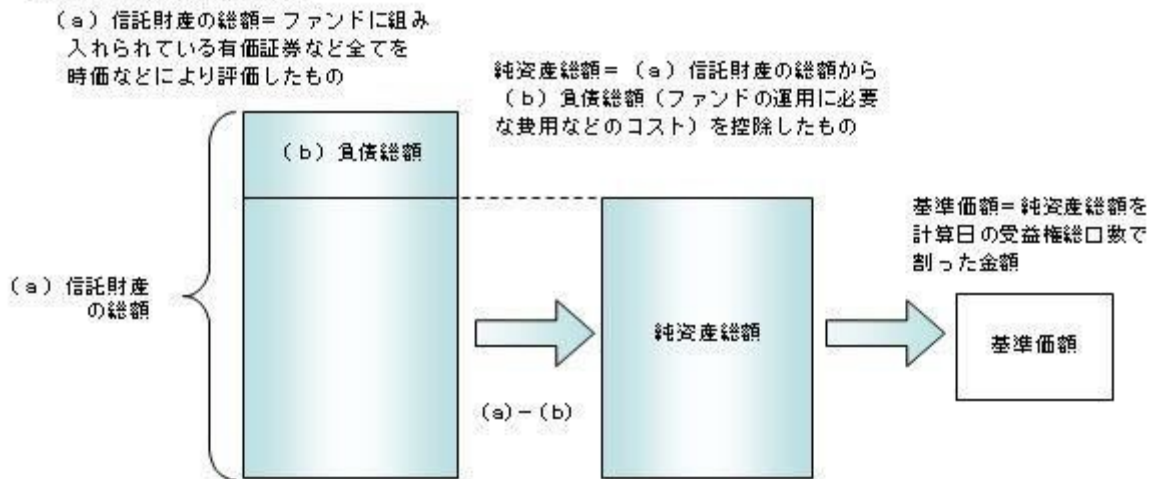 （a）信託財産の総額＝ファンドに組み
入れられている有価証券など全てを
時価などにより評価したもの
純資産総額＝（a）信託財産の総額から
（b）負債総額（ファンドの運用に必要
な費用などのコスト）を控除したもの
（b）負債総額
基準価額＝純資産総額を
計算日の受益権総口数で
割った金額
（a）信託財産
の総額
純資産総額
基準価額
（a）－（b）